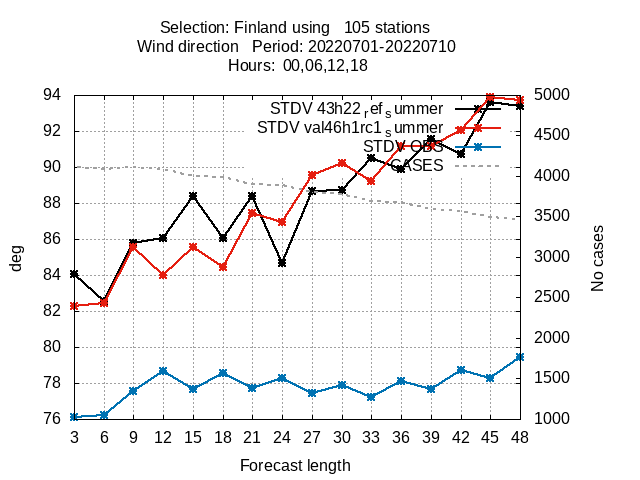 Selection: Finland using   105 stations
Wind direction   Period: 20220701-20220710
Hours:  00,06,12,18
94
92
90
88
86
84
82
80
78
76
5000
4500
4000
3500
3000
2500
2000
1500
1000
STDV 43h22ref summer
STDV val46h1rc1summer
STDV OBS
CASES
deg
No cases
3 6 9 12 15 18 21 24 27 30 33 36 39 42 45 48
Forecast length